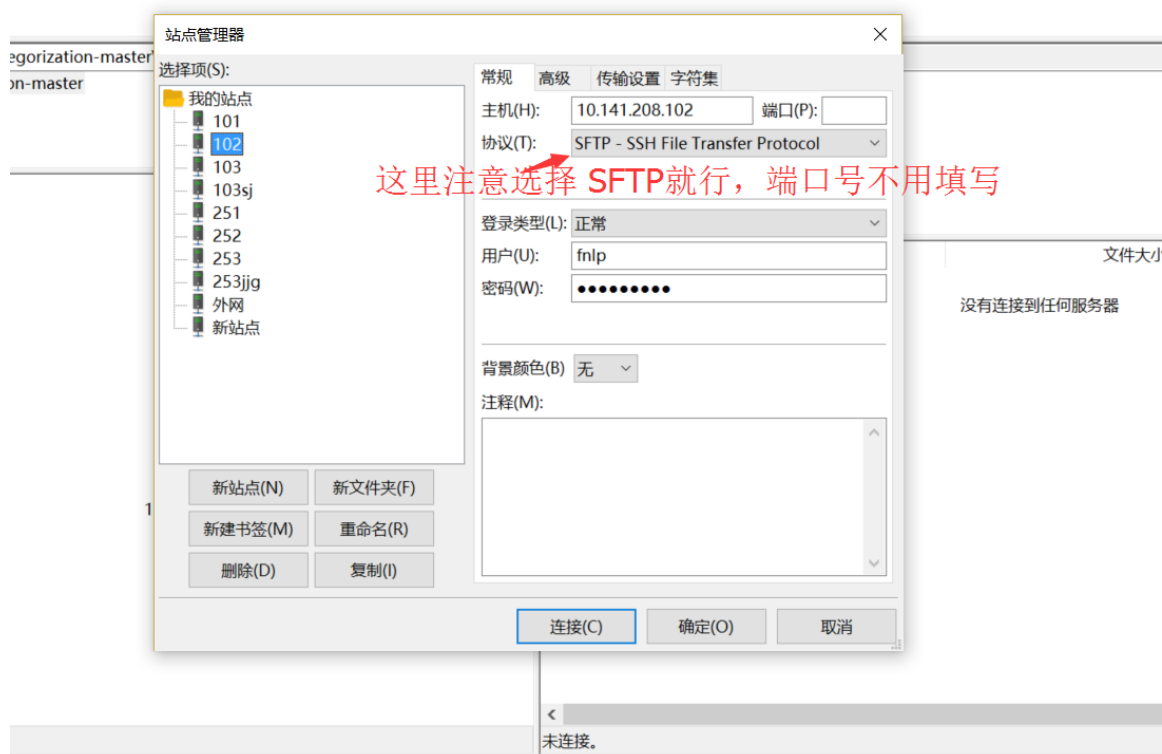 站点管理器
egorization-master
on-master
选择项(S):
我的站点
101
102
103
103sj
251
252
253
253jjg
外网
新站点
新站点(N)
新文件夹(F)
新建书签(M)
重命名(R)
删除(D)
复制(I)
常规
高级
传输设置
字符集
主机(H):
10.141.208.102
端口(P):
协议(T):
SFTP - SSH File Transfer Protocol
这里注意选择 SFTP就行，端口号不用填写
登录类型(L):
正常
用户(U):
fnlp
密码(W):
●●●●●●●●●
背景颜色(B)
无
注释(M):
连接(C)
确定(O)
取消
文件大小
没有连接到任何服务器
1
未连接。